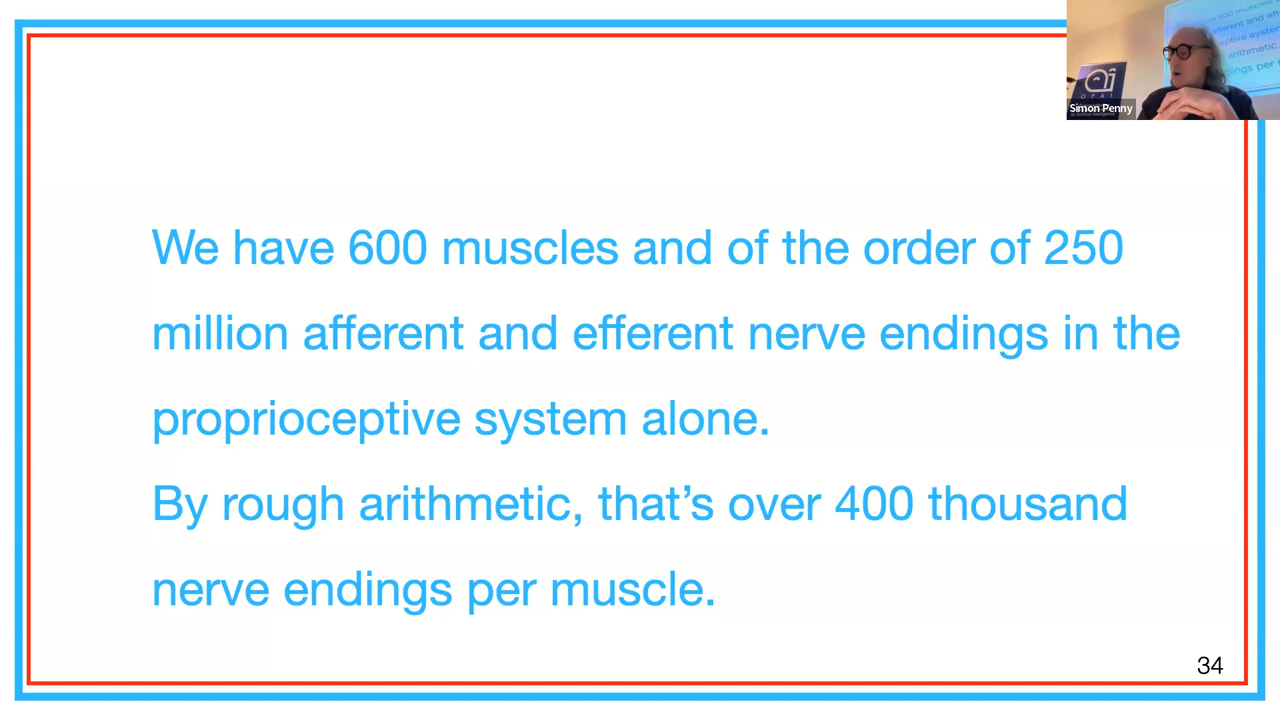 We have 600 muscles and of the order of 250
million afferent and efferent nerve endings in the
proprioceptive system alone.
By rough arithmetic, that's over 400 thousand
nerve endings per muscle.
34
Simon Penny